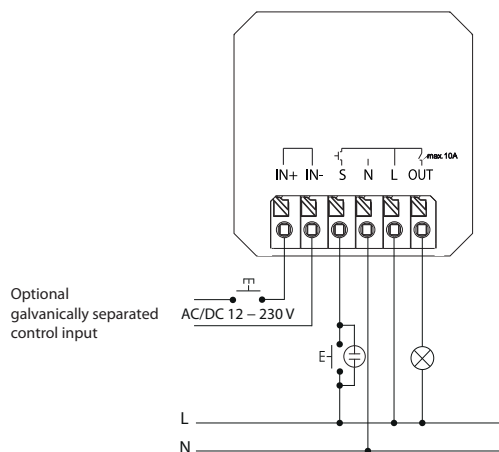 max.10A
IN+ IN- S N L OUT
Optional
galvanically separated
control input
AC/DC 12 – 230 V
E
E
L
N